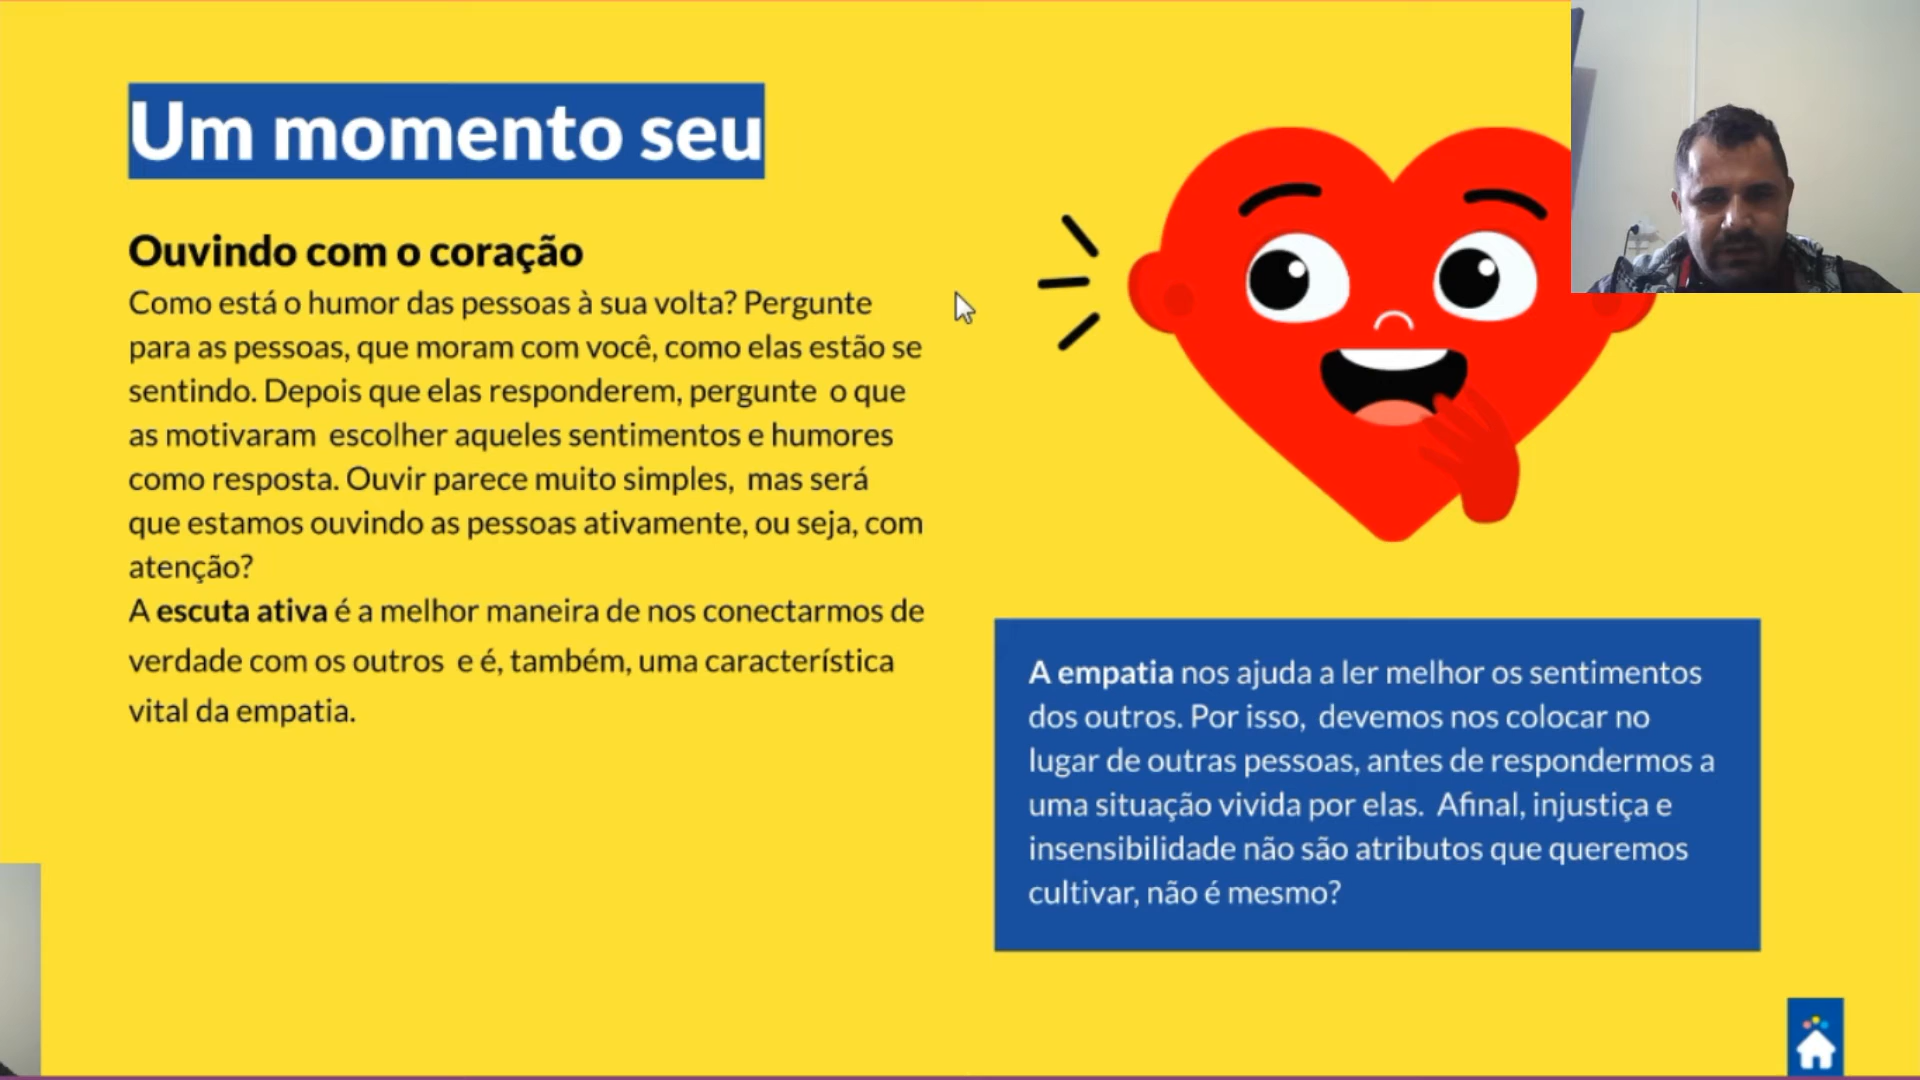 Um momento seu
Ouvindo com o coração
Como está o humor das pessoas à sua volta? Pergunte
para as pessoas, que moram com você, como elas estão se
sentindo. Depois que elas responderem, pergunte o que
as motivaram escolher aqueles sentimentos e humores
como resposta. Ouvir parece muito simples, mas será
que estamos ouvindo as pessoas ativamente, ou seja, com
atenção?
A escuta ativa é a melhor maneira de nos conectarmos de
verdade com os outros e é, também, uma característica
vital da empatia.
A empatia nos ajuda a ler melhor os sentimentos
dos outros. Por isso, devemos nos colocar no
lugar de outras pessoas, antes de respondermos a
uma situação vivida por elas. Afinal, injustiça e
insensibilidade não são atributos que queremos
cultivar, não é mesmo?